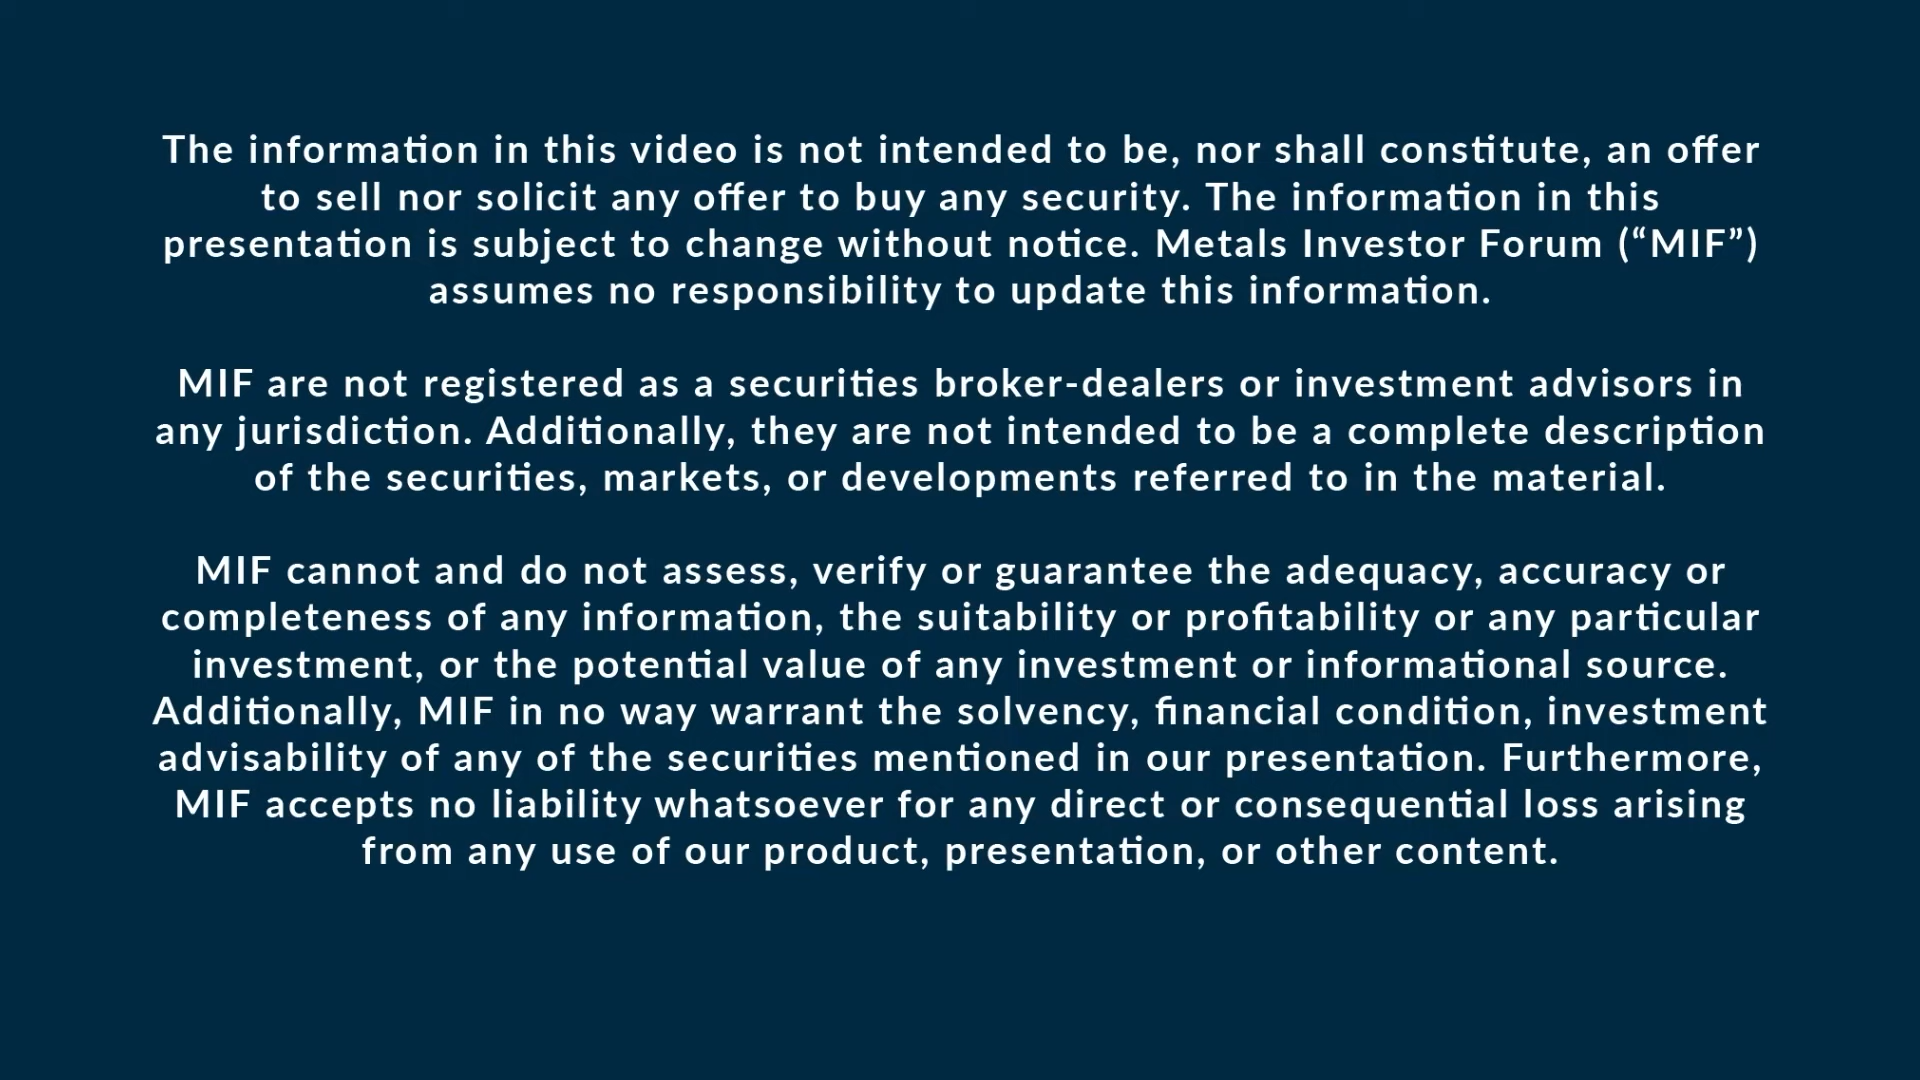 The information in this video is not intended to be, nor shall constitute, an offer
to sell nor solicit any offer to buy any security. The information in this
presentation is subject to change without notice. Metals Investor Forum (“MIF”)
assumes no responsibility to update this information.
MIF are not registered as a securities broker-dealers or investment advisors in
any jurisdiction. Additionally, they are not intended to be a complete description
of the securities, markets, or developments referred to in the material.
MIF cannot and do not assess, verify or guarantee the adequacy, accuracy or
completeness of any information, the suitability or profitability or any particular
investment, or the potential value of any investment or informational source.
Additionally, MIF in no way warrant the solvency, financial condition, investment
advisability of any of the securities mentioned in our presentation. Furthermore,
MIF accepts no liability whatsoever for any direct or consequential loss arising
from any use of our product, presentation, or other content.